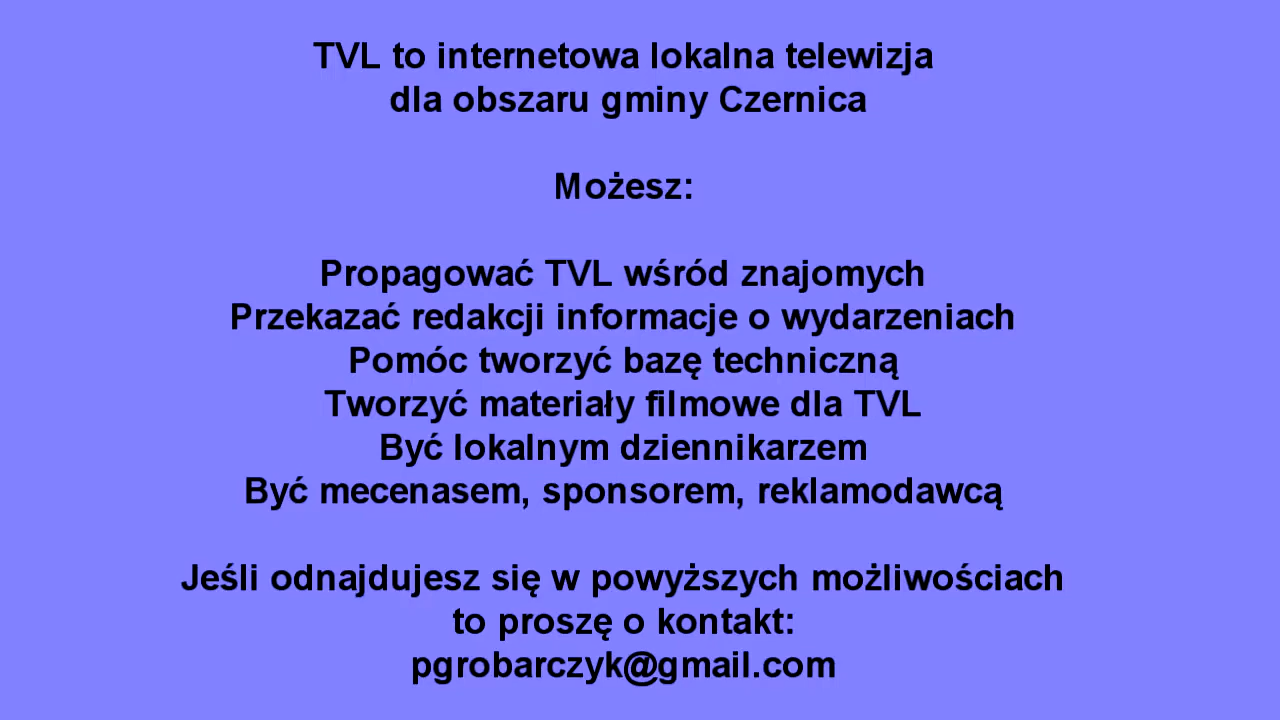 TVL to internetowa lokalna telewizja
dla obszaru gminy Czernica
Możesz:
Propagować TVL wśród znajomych
Przekazać redakcji informacje o wydarzeniach
Pomóc tworzyć bazę techniczną
Tworzyć materiały filmowe dla TVL
Być lokalnym dziennikarzem
Być mecenasem, sponsorem, reklamodawcą
Jeśli odnajdujesz się w powyższych możliwościach
to proszę o kontakt:
pgrobarczyk@gmail.com